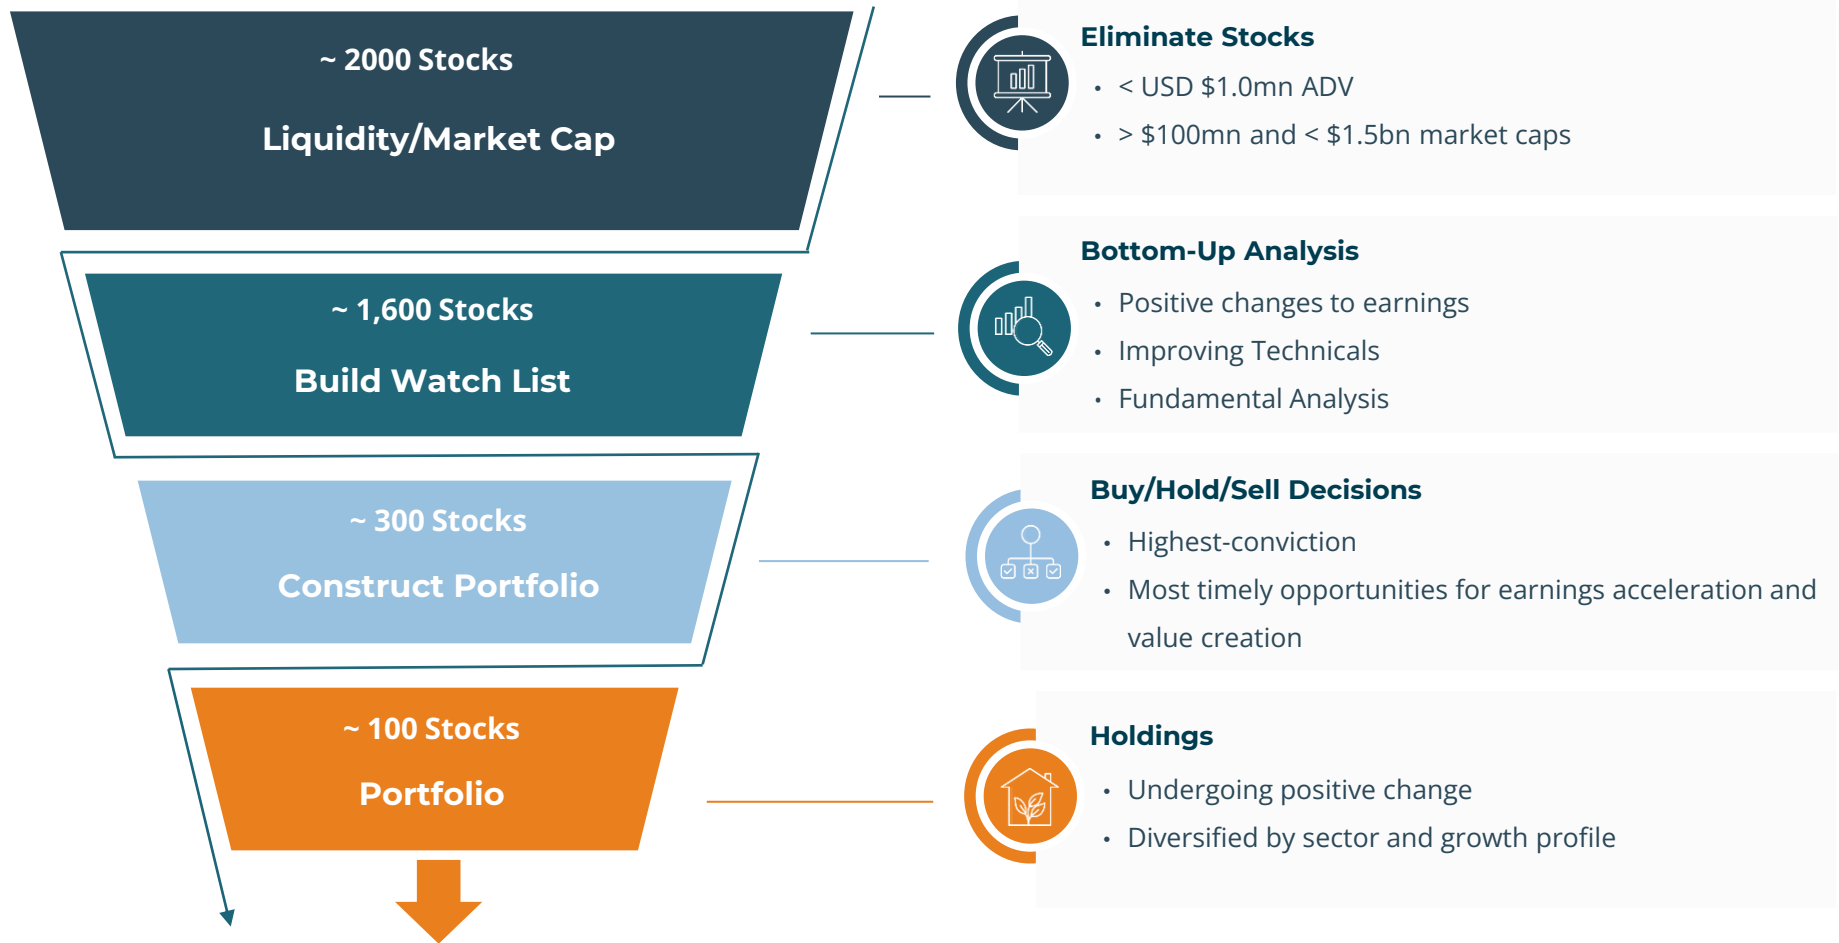 ~ 2000 Stocks
Liquidity/Market Cap
Eliminate Stocks
• < USD $1.0mn ADV
• > $100mn and < $1.5bn market caps
~ 1,600 Stocks
Build Watch List
Bottom-Up Analysis
• Positive changes to earnings
• Improving Technicals
• Fundamental Analysis
~ 300 Stocks
Construct Portfolio
Buy/Hold/Sell Decisions
• Highest-conviction
• Most timely opportunities for earnings acceleration and
value creation
~ 100 Stocks
Portfolio
Holdings
• Undergoing positive change
• Diversified by sector and growth profile